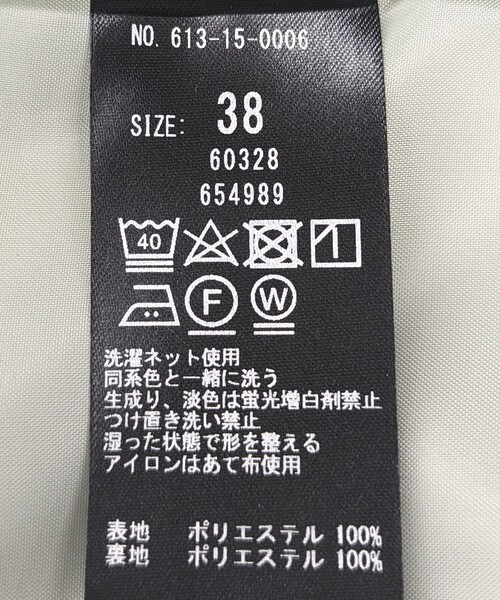 NO. 613-15-0006
SIZE: 38
60328
654989
40
F W
洗濯ネット使用
同系色と一緒に洗う
生成り、淡色は蛍光増白剤禁止
つけ置き洗い禁止
湿った状態で形を整える
アイロンはあて布使用
表地 ポリエステル 100%
裏地 ポリエステル 100%